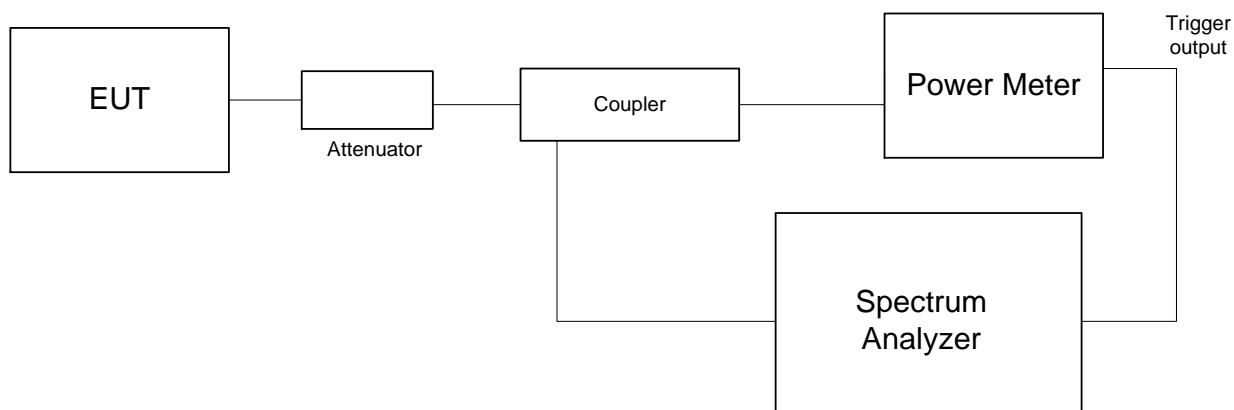 EUT
Attenuator
Coupler
Power Meter
Trigger
output
Spectrum
Analyzer